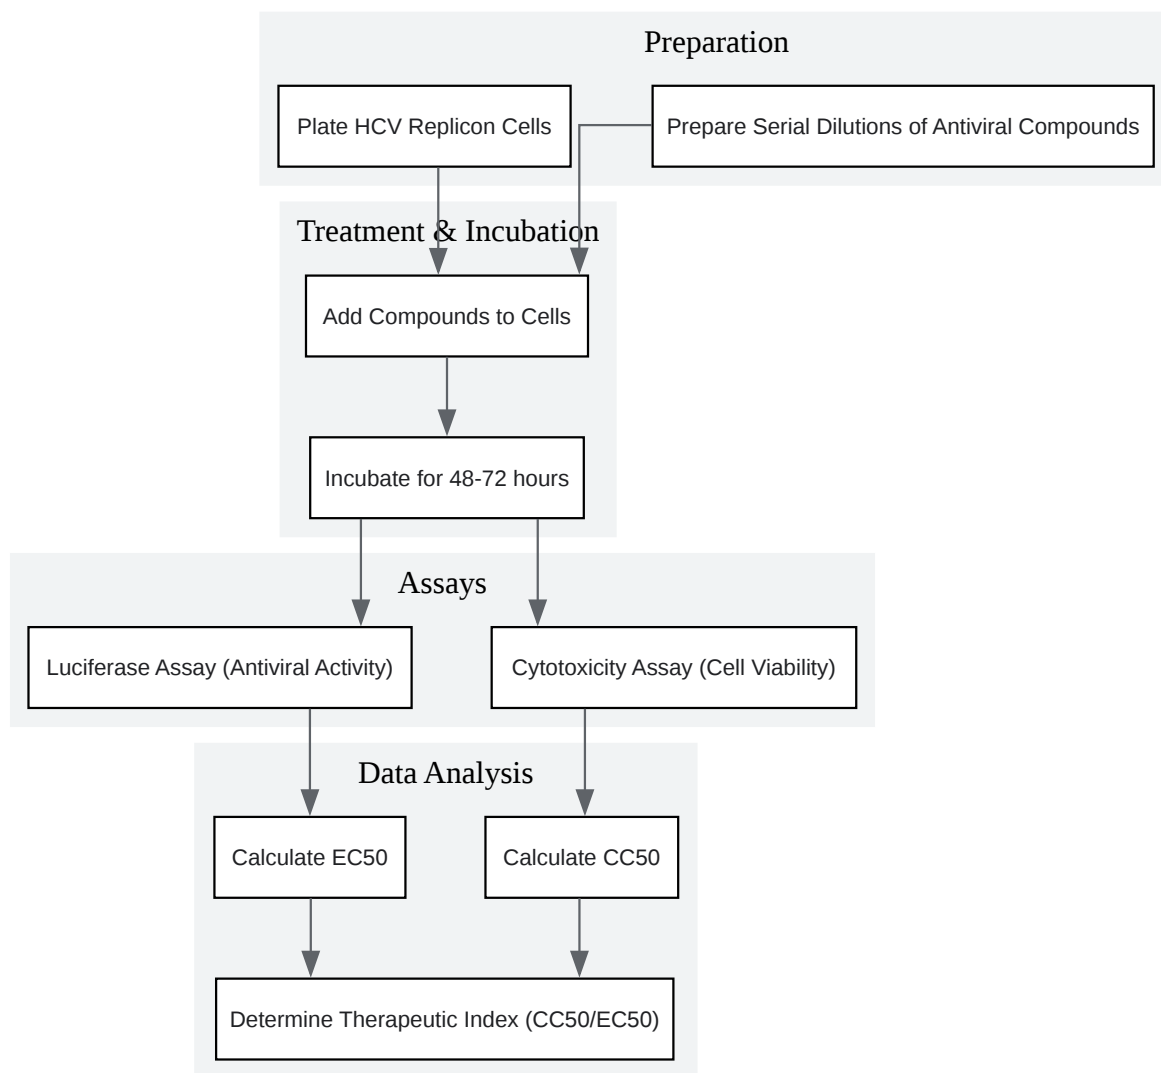 Preparation
Plate HCV Replicon Cells
Prepare Serial Dilutions of Antiviral Compounds
Treatment & Incubation
Add Compounds to Cells
Incubate for 48-72 hours
Assays
Luciferase Assay (Antiviral Activity)
Cytotoxicity Assay (Cell Viability)
Data Analysis
Calculate EC50
Calculate CC50
Determine Therapeutic Index (CC50/EC50)